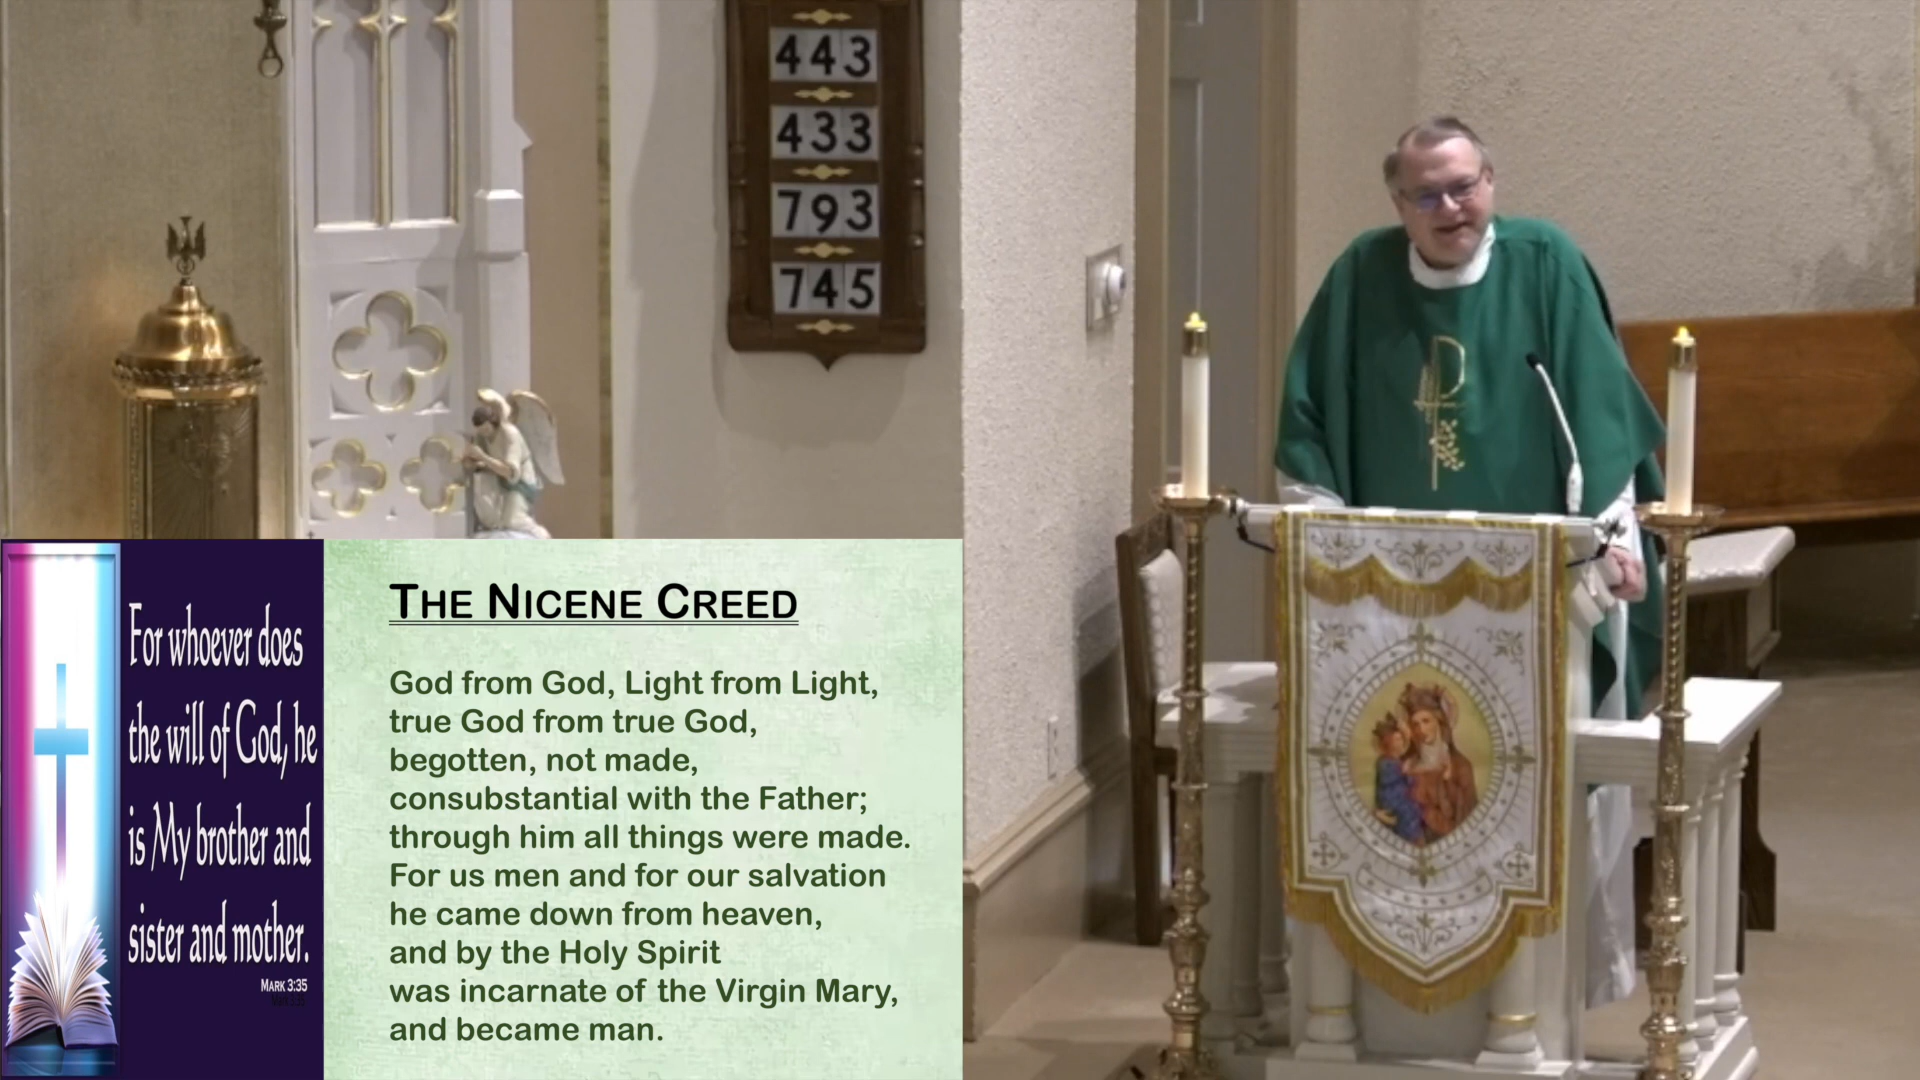 443
433
793
745
For whoever does
the will of God, he
is My brother and
sister and mother.
MARK 3:35
THE NICENE CREED
God from God, Light from Light,
true God from true God,
begotten, not made,
consubstantial with the Father;
through him all things were made.
For us men and for our salvation
he came down from heaven,
and by the Holy Spirit
was incarnate of the Virgin Mary,
and became man.